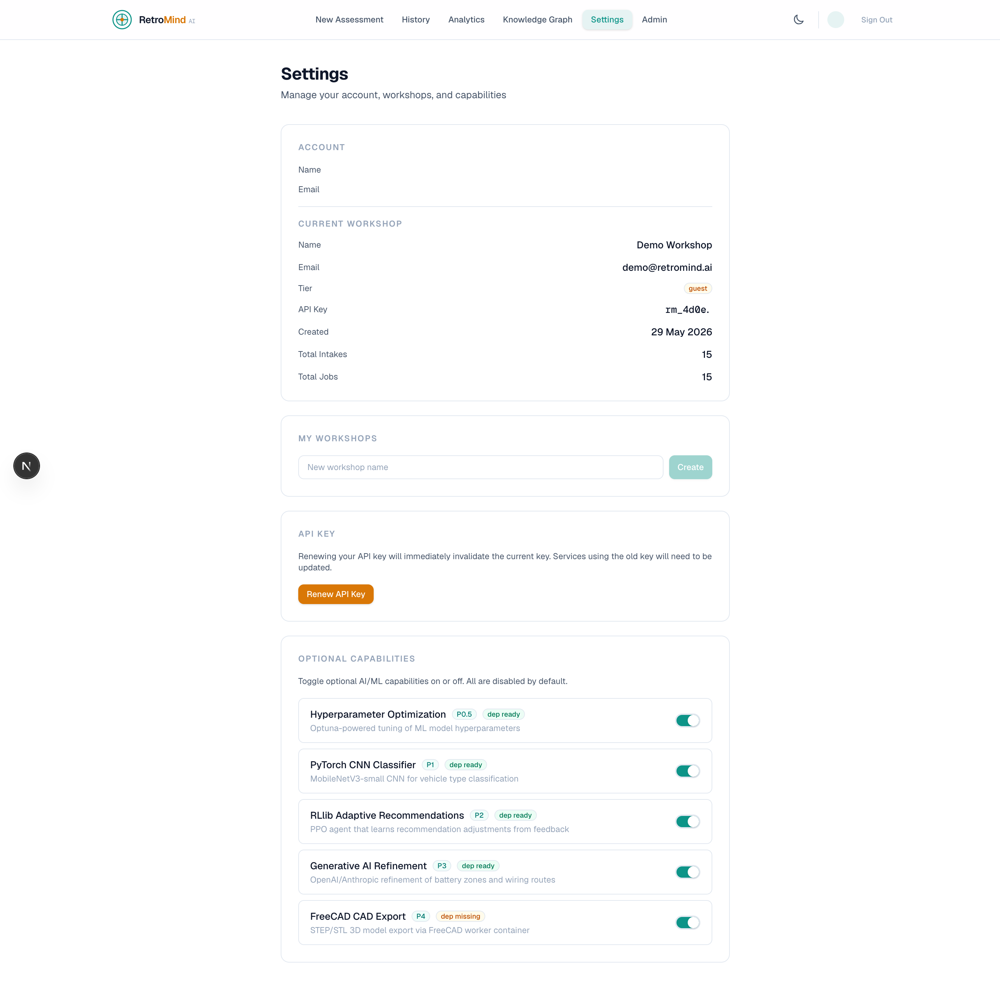 RetroMind AI
New Assessment
History
Analytics
Knowledge Graph
Settings
Admin
Sign Out
Settings
Manage your account, workshops, and capabilities
ACCOUNT
Name
Email
CURRENT WORKSHOP
Name Demo Workshop
Email demo@retromind.ai
Tier guest
API Key rm_4d0e.
Created 29 May 2026
Total Intakes 15
Total Jobs 15
MY WORKSHOPS
New workshop name Create
API KEY
Renewing your API key will immediately invalidate the current key. Services using the old key will need to be
updated.
Renew API Key
OPTIONAL CAPABILITIES
Toggle optional AI/ML capabilities on or off. All are disabled by default.
Hyperparameter Optimization P0.5 dep ready
Optuna-powered tuning of ML model hyperparameters
PyTorch CNN Classifier P1 dep ready
MobileNetV3-small CNN for vehicle type classification
RLlib Adaptive Recommendations P2 dep ready
PPO agent that learns recommendation adjustments from feedback
Generative AI Refinement P3 dep ready
OpenAI/Anthropic refinement of battery zones and wiring routes
FreeCAD CAD Export P4 dep missing
STEP/STL 3D model export via FreeCAD worker container
N